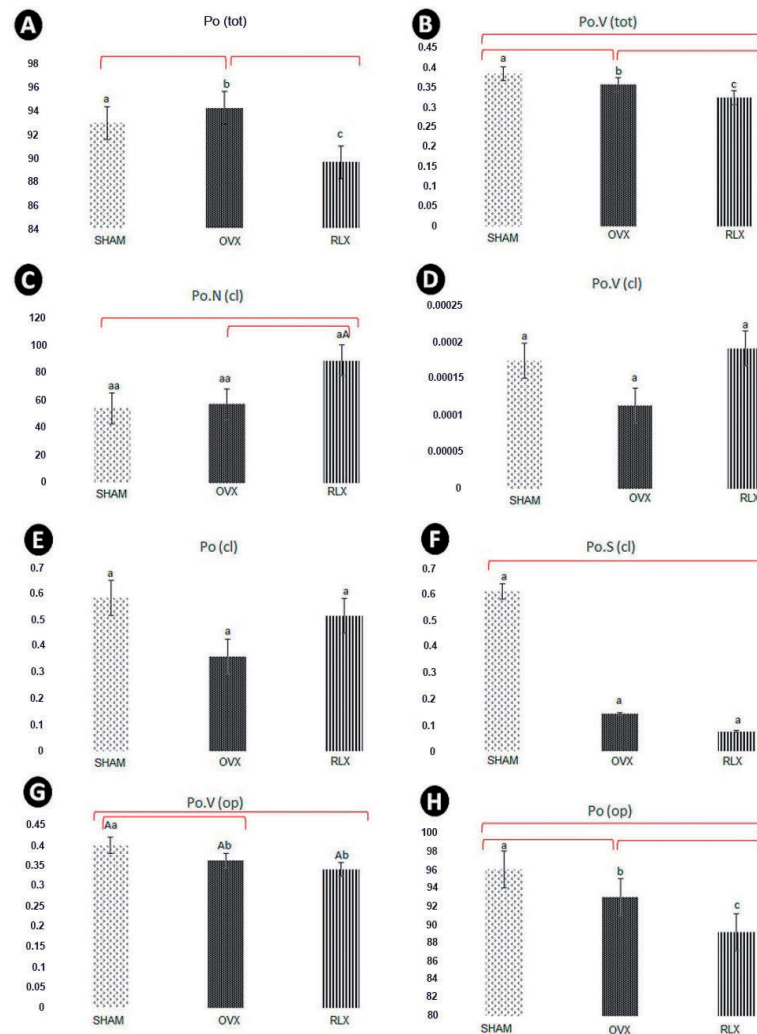 A
Po (tot)
98
96
94
92
90
88
86
84
a
b
c
SHAM
OVX
RLX
B
Po.V (tot)
0.45
0.4
0.35
0.3
0.25
0.2
0.15
0.1
0.05
0
a
b
c
SHAM
OVX
RLX
C
Po.N (cl)
120
100
80
60
40
20
0
aa
aa
aA
SHAM
OVX
RLX
D
Po.V (cl)
0.00025
0.0002
0.00015
0.0001
0.00005
0
a
a
a
SHAM
OVX
RLX
E
Po (cl)
0.7
0.6
0.5
0.4
0.3
0.2
0.1
0
a
a
a
SHAM
OVX
RLX
F
Po.S (cl)
0.7
0.6
0.5
0.4
0.3
0.2
0.1
0
a
a
a
SHAM
OVX
RLX
G
Po.V (op)
0.45
0.4
0.35
0.3
0.25
0.2
0.15
0.1
0.05
0
Aa
Ab
Ab
SHAM
OVX
RLX
H
Po (op)
100
98
96
94
92
90
88
86
84
82
80
a
b
c
SHAM
OVX
RLX